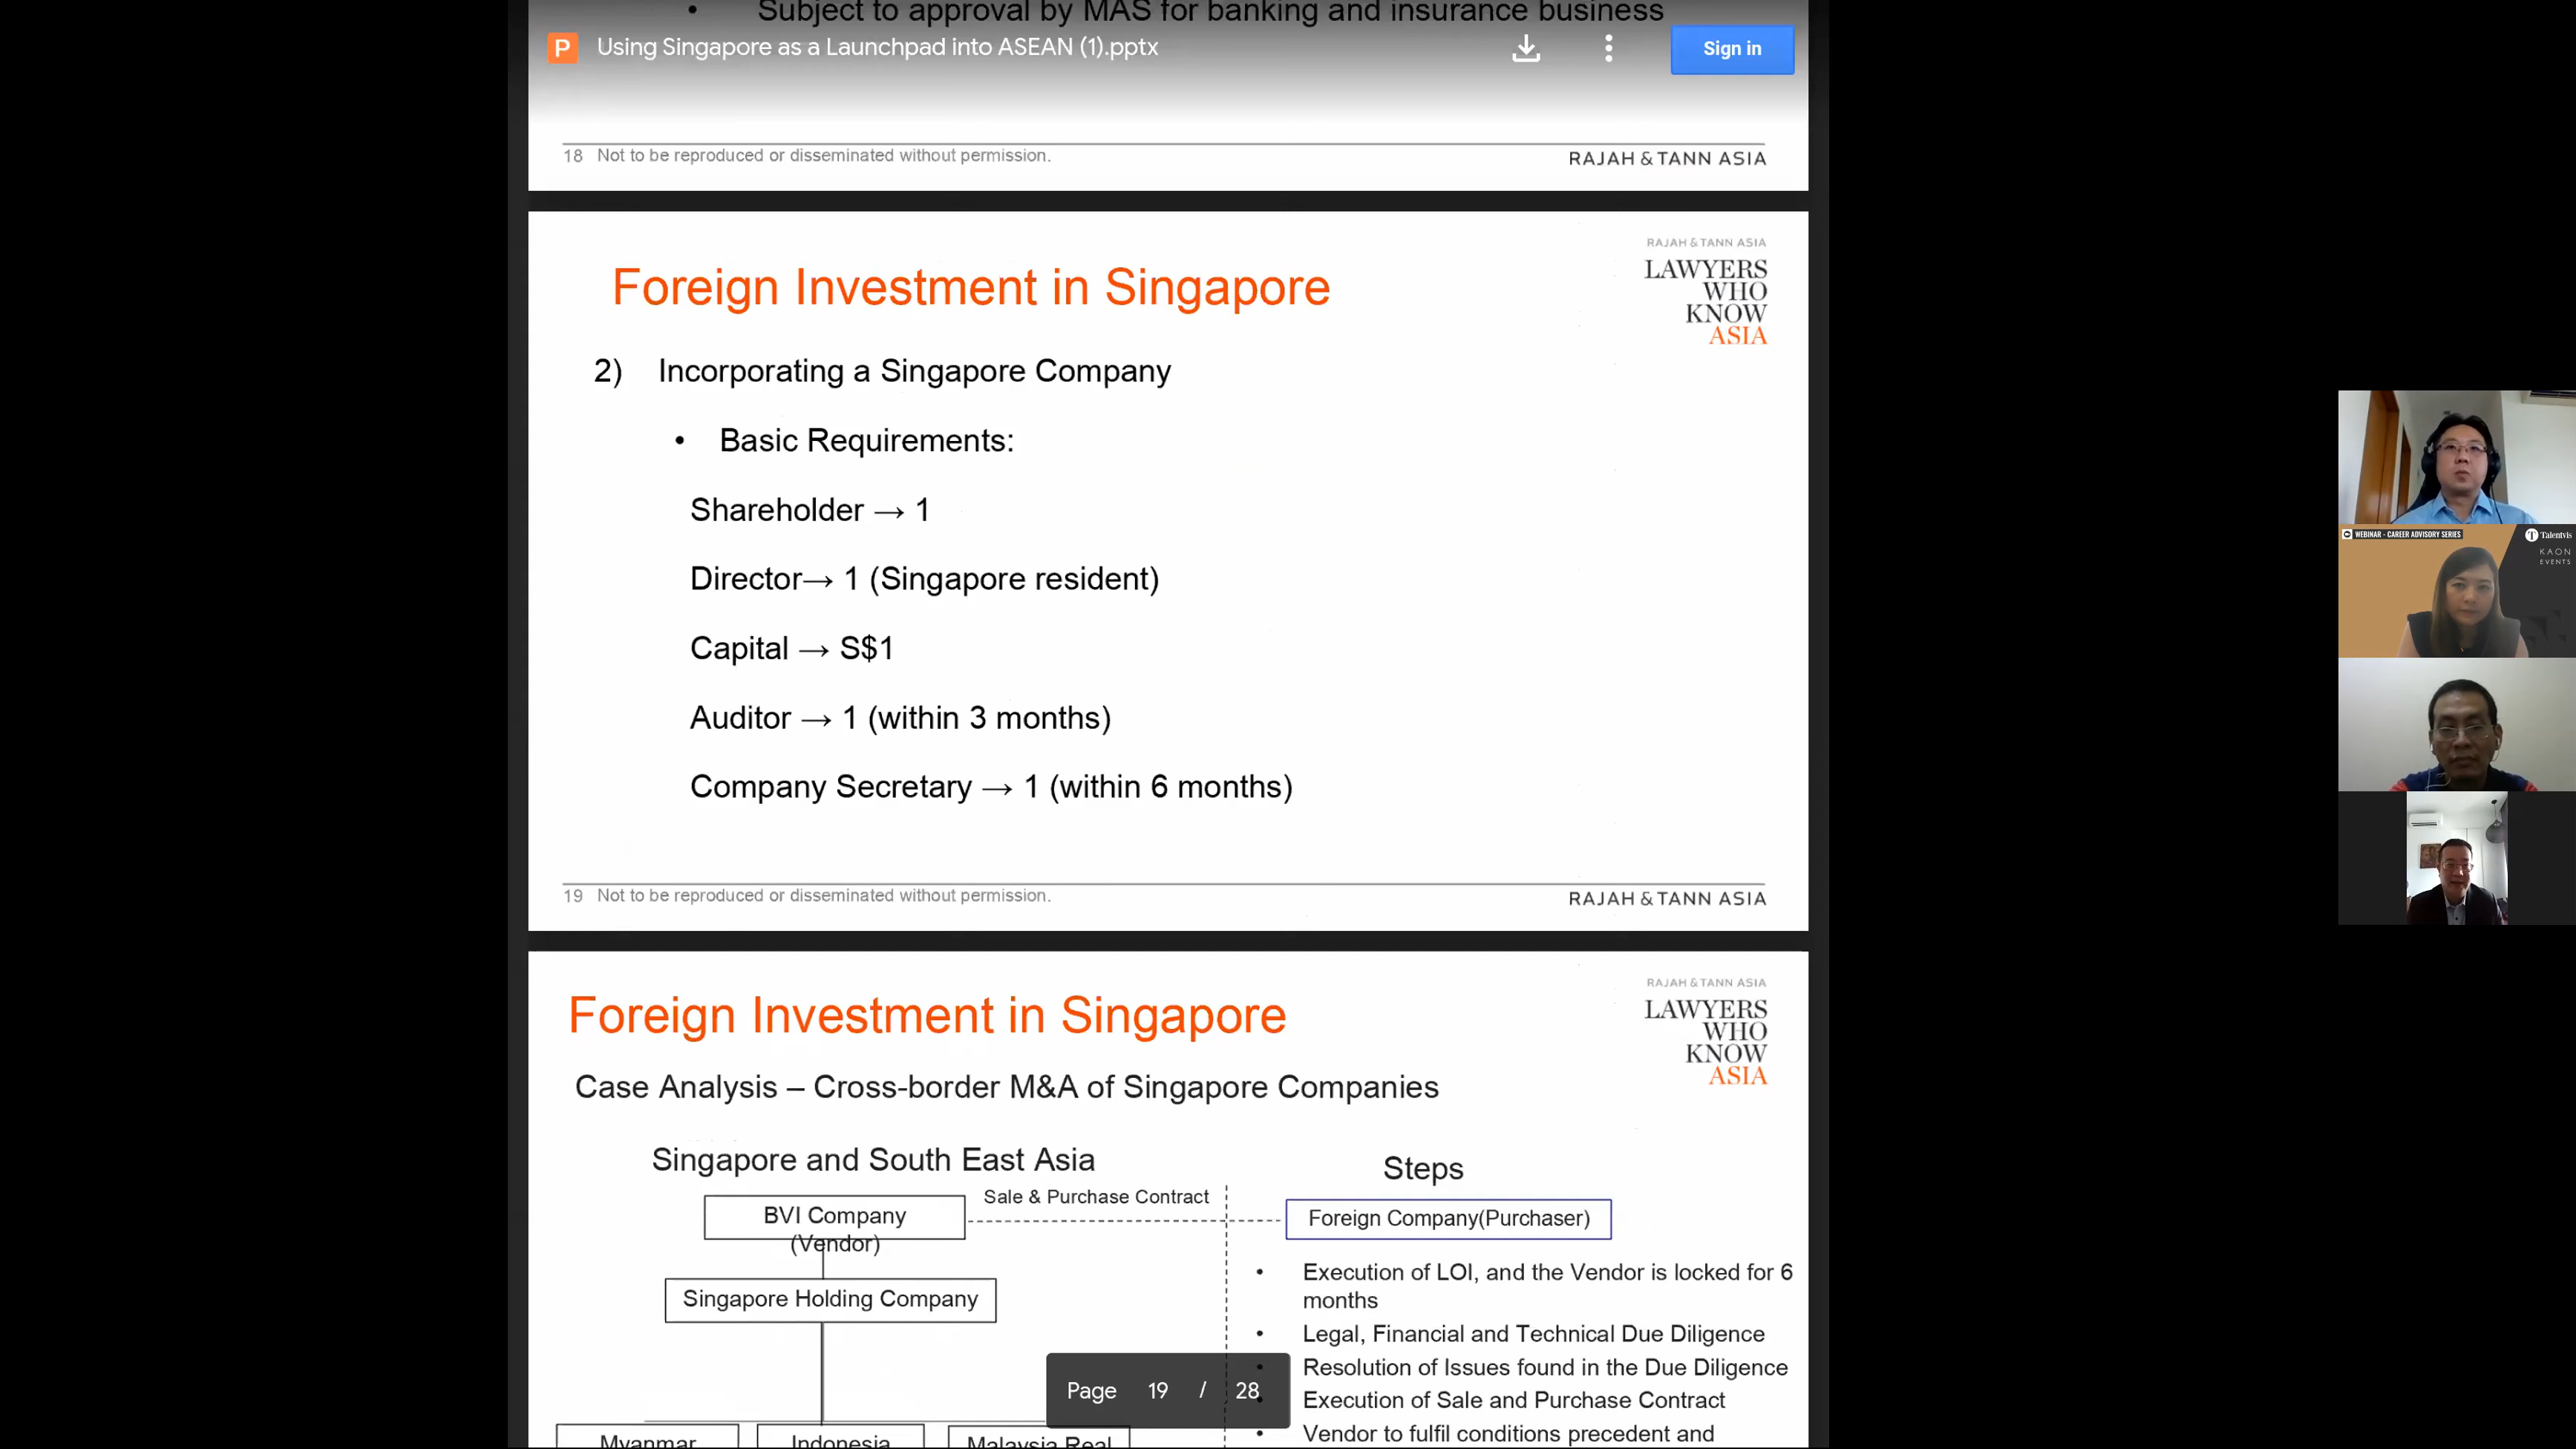 • Subject to approval by MAS for banking and insurance business
P Using Singapore as a Launchpad into ASEAN (1).pptx
Sign in
18 Not to be reproduced or disseminated without permission.
RAJAH & TANN ASIA
RAJAH & TANN ASIA
LAWYERS
WHO
KNOW
ASIA
Foreign Investment in Singapore
2) Incorporating a Singapore Company
• Basic Requirements:
Shareholder → 1
Director→ 1 (Singapore resident)
Capital → S$1
Auditor → 1 (within 3 months)
Company Secretary → 1 (within 6 months)
19 Not to be reproduced or disseminated without permission.
RAJAH & TANN ASIA
RAJAH & TANN ASIA
LAWYERS
WHO
KNOW
ASIA
Foreign Investment in Singapore
Case Analysis – Cross-border M&A of Singapore Companies
Singapore and South East Asia
Steps
Sale & Purchase Contract
BVI Company
(Vendor)
Foreign Company(Purchaser)
Singapore Holding Company
• Execution of LOI, and the Vendor is locked for 6
months
• Legal, Financial and Technical Due Diligence
• Resolution of Issues found in the Due Diligence
• Execution of Sale and Purchase Contract
• Vendor to fulfil conditions precedent and
Page 19 / 28
Myanmar
Indonesia
Malaysia Real
WEBINAR - CAREER ADVISORY SERIES
Talentvis
KAON
EVENTS